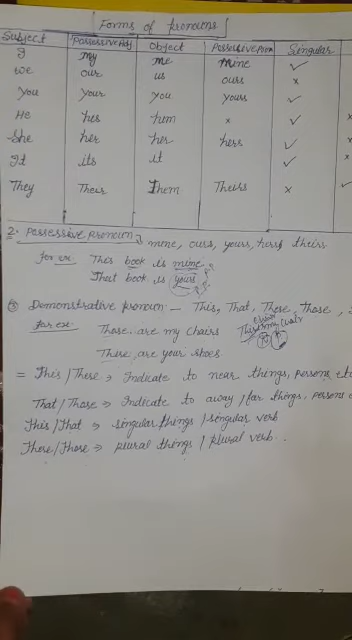 Forms of pronouns
Subject Possessive Adj Object Possessive Pron Singular
I my me mine ✓
We our us ours ×
You your you yours ✓
He his him × ✓ ×
She her her hers ✓ ×
It its it ✓ ×
They Their Them Theirs × ✓
2. Possessive pronoun → mine, ours, yours, hers, theirs
for ex This book is mine.
That book is yours
③ Demonstrative pronoun — This, That, These, Those,
for ex Those are my chairs
These are your shoes
= This/These → Indicate to near things, persons etc
That/Those → Indicate to away/far things, persons
This/That → singular things/singular verb
These/Those → plural things/plural verb.